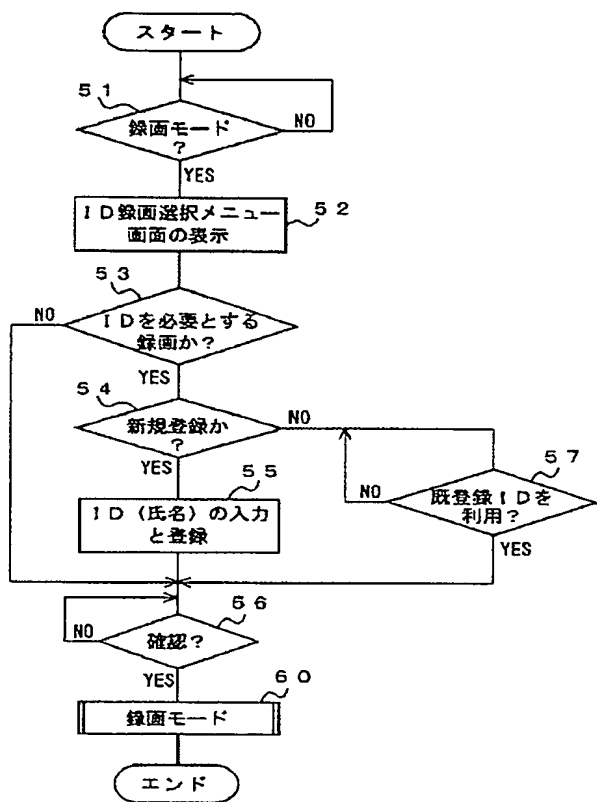 スタート
51
録画モード
?
NO
YES
ID録画選択メニュー
画面の表示
52
53
NO
IDを必要とする
録画か?
YES
54
新規登録か
?
NO
YES
57
既登録IDを
利用?
NO
YES
55
ID(氏名)の入力
と登録
56
確認?
NO
YES
60
録画モード
エンド